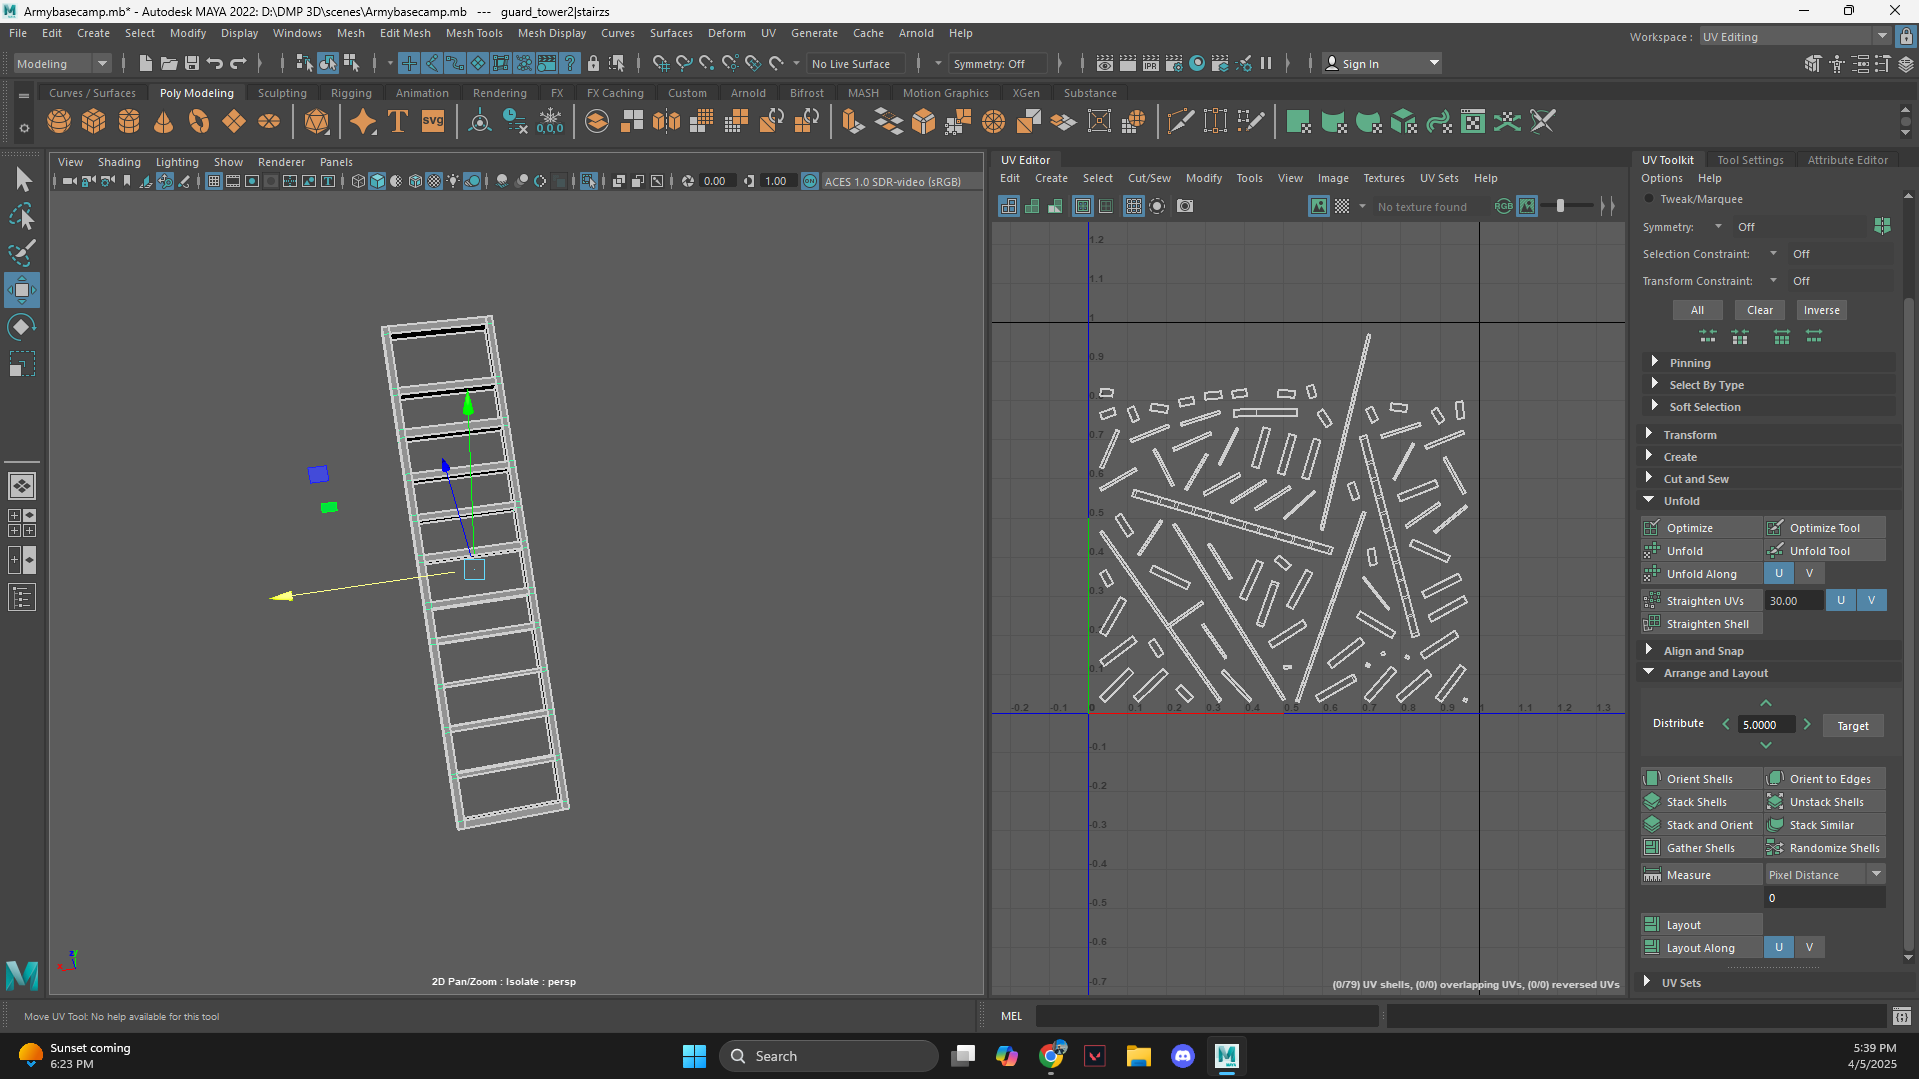 Armybasecamp.mb* - Autodesk MAYA 2022: D:\DMP 3D\scenes\Armybasecamp.mb --- guard_tower2|stairzs
File Edit Create Select Modify Display Windows Mesh Edit Mesh Mesh Tools Mesh Display Curves Surfaces Deform UV Generate Cache Arnold Help
Workspace : UV Editing
Modeling No Live Surface Symmetry: Off IPR Sign In
Curves / Surfaces Poly Modeling Sculpting Rigging Animation Rendering FX FX Caching Custom Arnold Bifrost MASH Motion Graphics XGen Substance
T svg 0,0,0
View Shading Lighting Show Renderer Panels
0.00 1.00 ACES 1.0 SDR-video (sRGB)
2D Pan/Zoom : Isolate : persp
UV Editor
Edit Create Select Cut/Sew Modify Tools View Image Textures UV Sets Help
No texture found RGB
1.2
1.1
1
0.9
0.7
0.6
0.5
0.4
0.3
0.1
-0.2 -0.1 0 0.1 0.2 0.3 0.4 0.5 0.6 0.7 0.8 0.9 1 1.1 1.2 1.3
-0.1
-0.2
-0.3
-0.4
-0.5
-0.6
-0.7
(0/79) UV shells, (0/0) overlapping UVs, (0/0) reversed UVs
UV Toolkit Tool Settings Attribute Editor
Options Help
Tweak/Marquee
Symmetry: Off
Selection Constraint: Off
Transform Constraint: Off
All Clear Inverse
Pinning
Select By Type
Soft Selection
Transform
Create
Cut and Sew
Unfold
Optimize Optimize Tool
Unfold Unfold Tool
Unfold Along U V
Straighten UVs 30.00 U V
Straighten Shell
Align and Snap
Arrange and Layout
Distribute 5.0000 Target
Orient Shells Orient to Edges
Stack Shells Unstack Shells
Stack and Orient Stack Similar
Gather Shells Randomize Shells
Measure Pixel Distance
0
Layout
Layout Along U V
UV Sets
Move UV Tool: No help available for this tool
MEL
Sunset coming
6:23 PM
Search
5:39 PM
4/5/2025